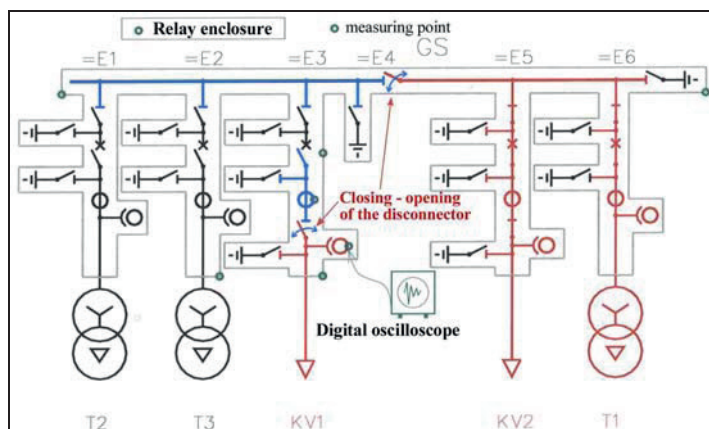 Relay enclosure
measuring point
=E1
=E2
=E3
=E4
GS
=E5
=E6
Closing - opening
of the disconnector
Digital oscilloscope
T2
T3
KV1
KV2
T1